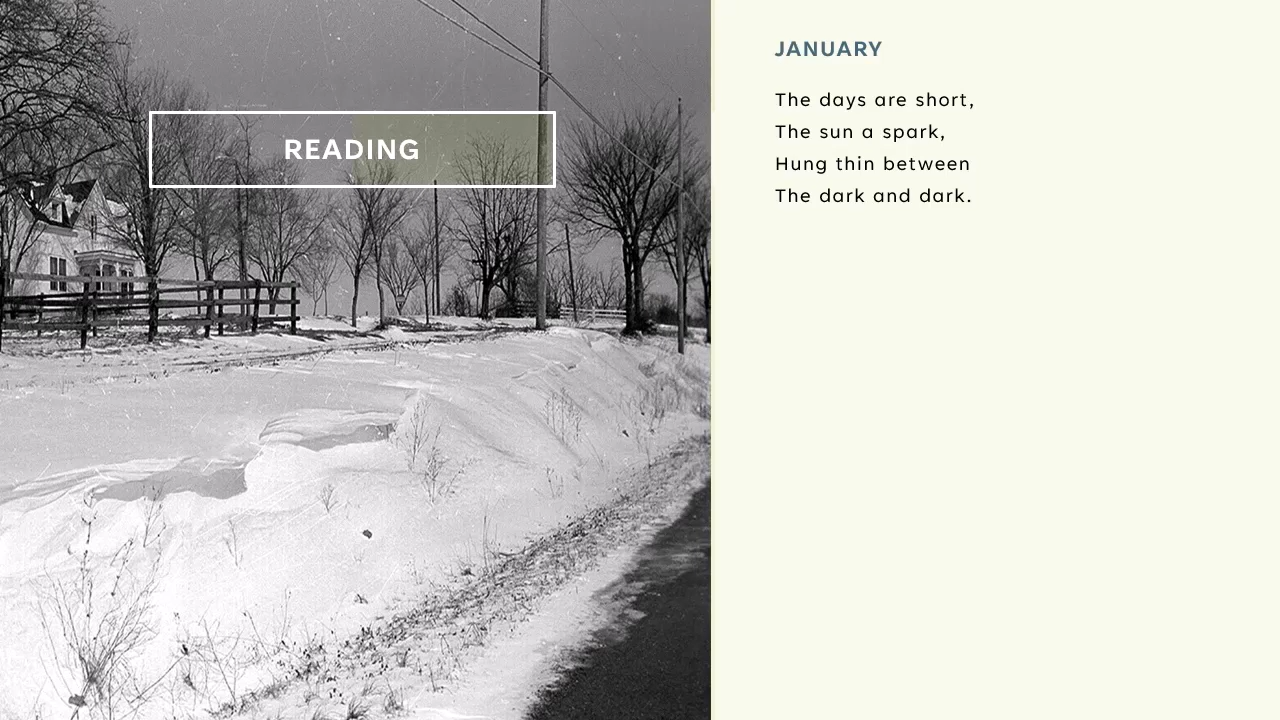 READING
JANUARY
The days are short,
The sun a spark,
Hung thin between
The dark and dark.